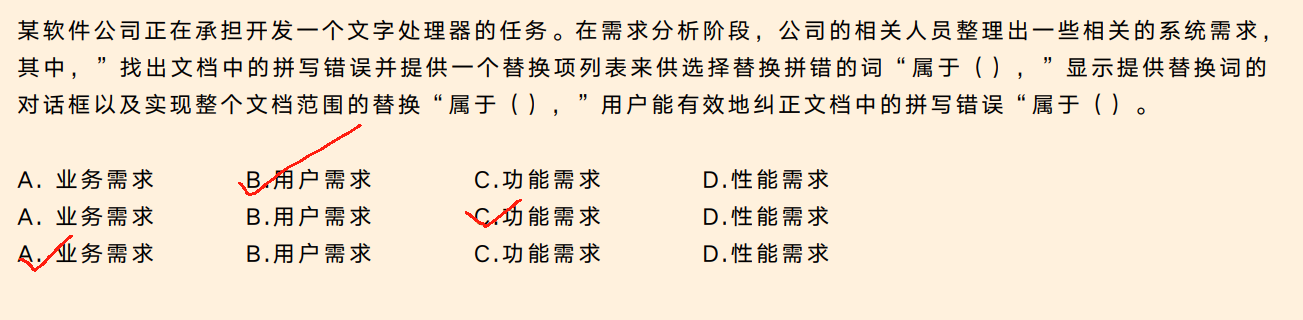 某软件公司正在承担开发一个文字处理器的任务。在需求分析阶段，公司的相关人员整理出一些相关的系统需求，
其中，”找出文档中的拼写错误并提供一个替换项列表来供选择替换拼错的词“属于（），”显示提供替换词的
对话框以及实现整个文档范围的替换“属于（），”用户能有效地纠正文档中的拼写错误“属于（）。
A. 业务需求 B.用户需求 C.功能需求 D.性能需求
A. 业务需求 B.用户需求 C.功能需求 D.性能需求
A. 业务需求 B.用户需求 C.功能需求 D.性能需求